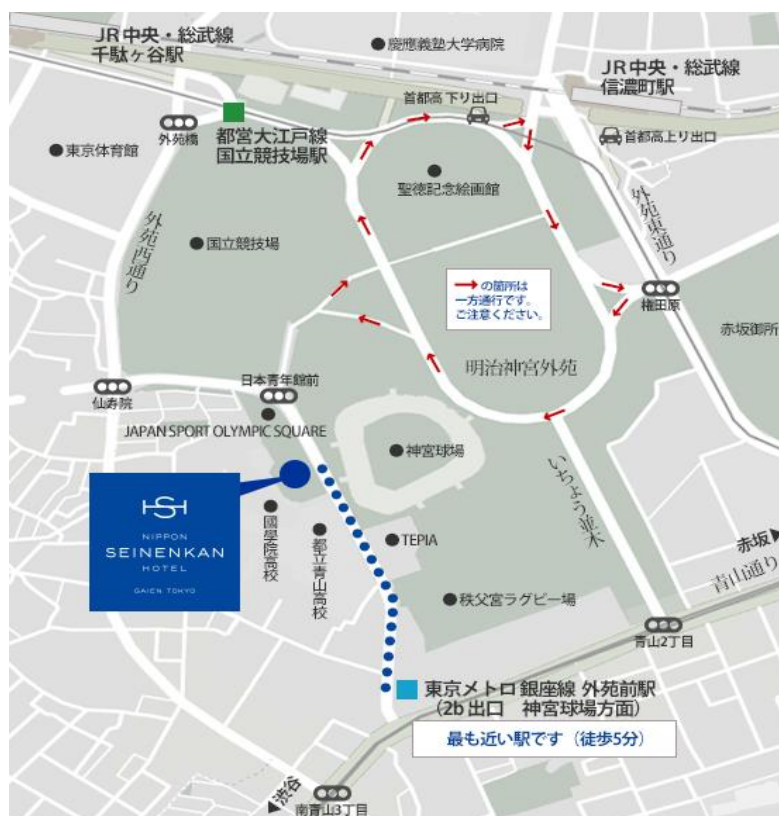 JR中央・総武線
千駄ヶ谷駅
慶應義塾大学病院
JR中央・総武線
信濃町駅
首都高下り出口
首都高上り出口
外苑橋
都営大江戸線
国立競技場駅
東京体育館
聖徳記念絵画館
外苑西通り
国立競技場
外苑東通り
→の箇所は
一方通行です。
ご注意ください。
権田原
赤坂御所
明治神宮外苑
日本青年館前
仙寿院
JAPAN SPORT OLYMPIC SQUARE
神宮球場
いちょう並木
HSH
NIPPON
SEINENKAN
HOTEL
GAIEN TOKYO
國學院高校
都立青山高校
TEPIA
赤坂▶
青山通り
秩父宮ラグビー場
青山2丁目
東京メトロ 銀座線 外苑前駅
(2b 出口 神宮球場方面)
最も近い駅です（徒歩5分）
◀渋谷
南青山3丁目